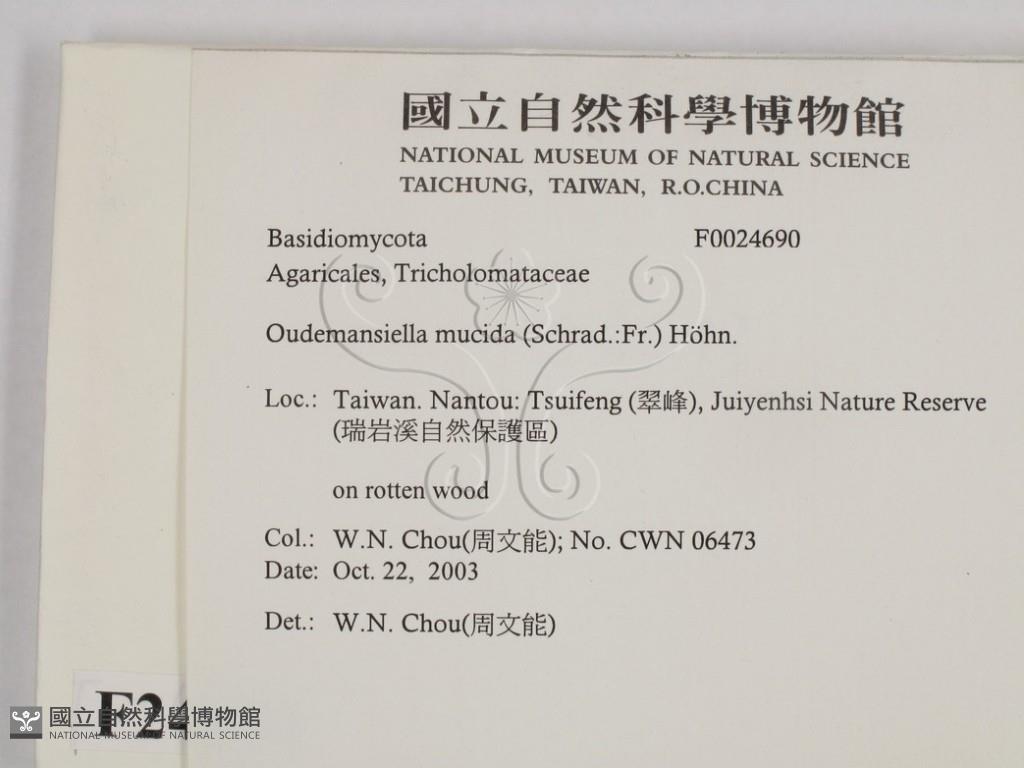 國立自然科學博物館
NATIONAL MUSEUM OF NATURAL SCIENCE
TAICHUNG, TAIWAN, R.O.CHINA
Basidiomycota F0024690
Agaricales, Tricholomataceae
Oudemansiella mucida (Schrad.:Fr.) Höhn.
Loc.: Taiwan. Nantou: Tsuifeng (翠峰), Juiyenhsi Nature Reserve
(瑞岩溪自然保護區)
on rotten wood
Col.: W.N. Chou(周文能); No. CWN 06473
Date: Oct. 22, 2003
Det.: W.N. Chou(周文能)
F24
國立自然科學博物館
NATIONAL MUSEUM OF NATURAL SCIENCE